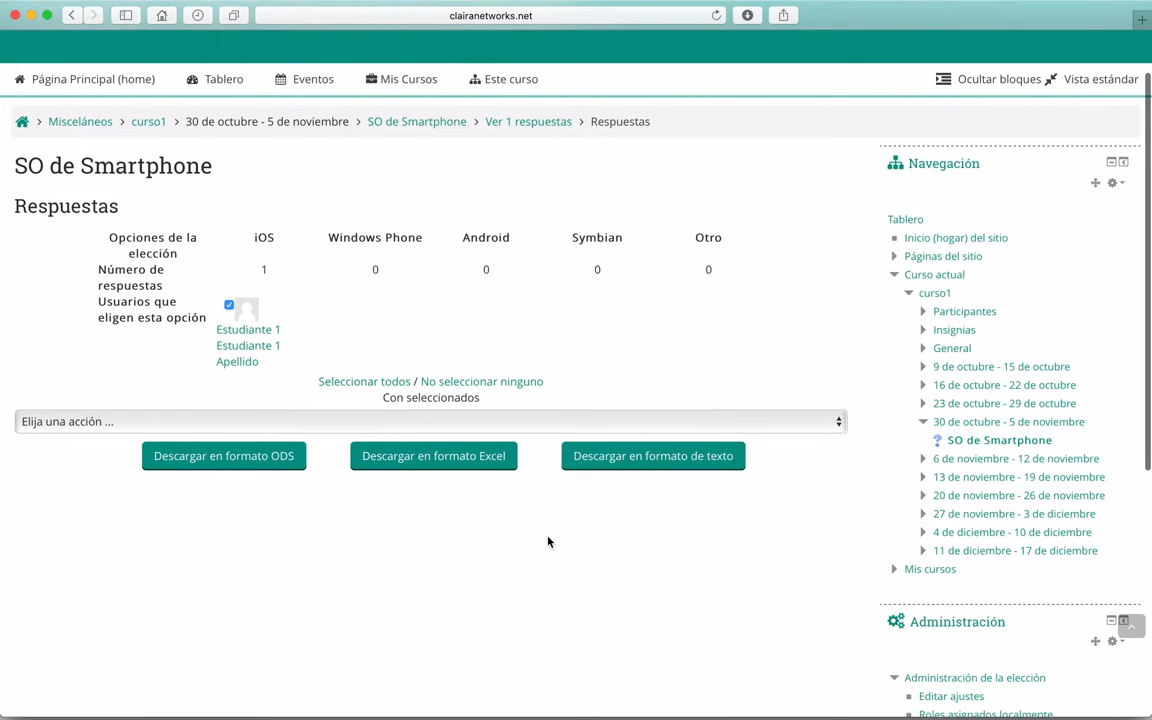 clairanetworks.net
Página Principal (home) Tablero Eventos Mis Cursos Este curso Ocultar bloques Vista estándar
Misceláneos curso1 30 de octubre - 5 de noviembre SO de Smartphone Ver 1 respuestas Respuestas
SO de Smartphone
Respuestas
Opciones de la elección iOS Windows Phone Android Symbian Otro
Número de respuestas 1 0 0 0 0
Usuarios que eligen esta opción
Estudiante 1
Estudiante 1
Apellido
Seleccionar todos / No seleccionar ninguno
Con seleccionados
Elija una acción ...
Descargar en formato ODS Descargar en formato Excel Descargar en formato de texto
Navegación
Tablero
Inicio (hogar) del sitio
Páginas del sitio
Curso actual
curso1
Participantes
Insignias
General
9 de octubre - 15 de octubre
16 de octubre - 22 de octubre
23 de octubre - 29 de octubre
30 de octubre - 5 de noviembre
SO de Smartphone
6 de noviembre - 12 de noviembre
13 de noviembre - 19 de noviembre
20 de noviembre - 26 de noviembre
27 de noviembre - 3 de diciembre
4 de diciembre - 10 de diciembre
11 de diciembre - 17 de diciembre
Mis cursos
Administración
Administración de la elección
Editar ajustes
Roles asignados localmente